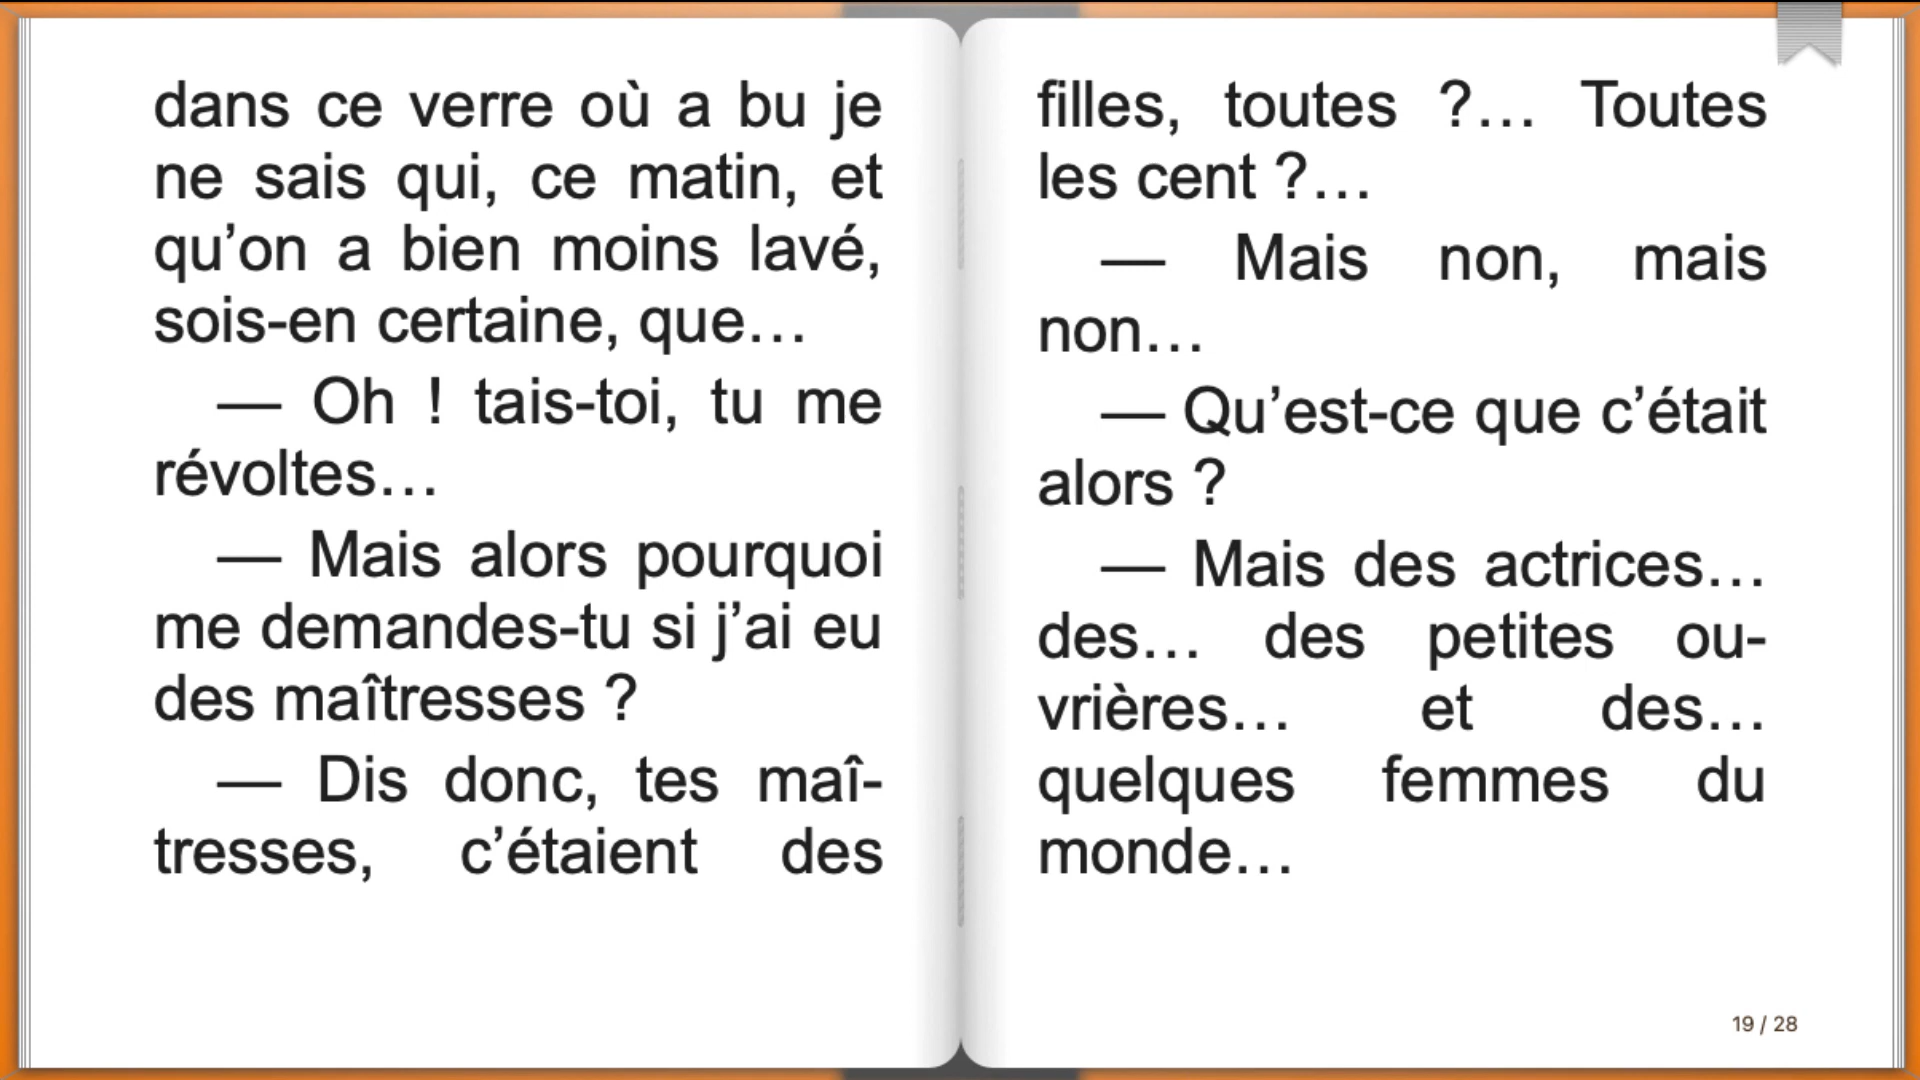 dans ce verre où a bu je
ne sais qui, ce matin, et
qu’on a bien moins lavé,
sois-en certaine, que…
— Oh ! tais-toi, tu me
révoltes…
— Mais alors pourquoi
me demandes-tu si j’ai eu
des maîtresses ?
— Dis donc, tes maî-
tresses, c’étaient des
filles, toutes ?… Toutes
les cent ?…
— Mais non, mais
non…
— Qu’est-ce que c’était
alors ?
— Mais des actrices…
des… des petites ou-
vrières… et des…
quelques femmes du
monde…
19 / 28